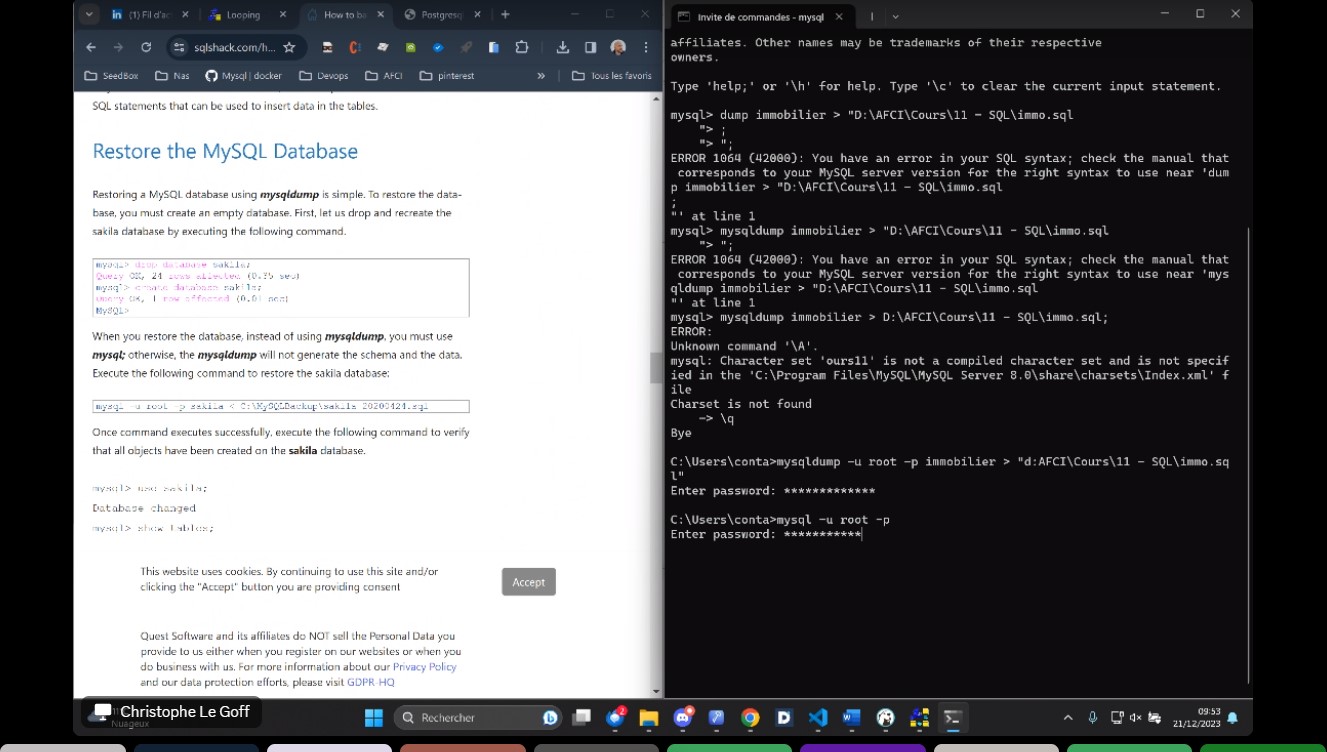 (1) Fil d'ac
Looping
How to ba
Postgresq
Invite de commandes - mysql
sqlshack.com/h...
SeedBox
Nas
Mysql | docker
Devops
AFCI
pinterest
»
Tous les favoris
SQL statements that can be used to insert data in the tables.
Restore the MySQL Database
Restoring a MySQL database using mysqldump is simple. To restore the data-
base, you must create an empty database. First, let us drop and recreate the
sakila database by executing the following command.
mysql> drop database sakila;
Query OK, 24 rows affected (0.35 sec)
mysql> create database sakila;
Query OK, 1 row affected (0.01 sec)
MySQL>
When you restore the database, instead of using mysqldump, you must use
mysql; otherwise, the mysqldump will not generate the schema and the data.
Execute the following command to restore the sakila database:
mysql -u root -p sakila < C:\MySQLBackup\sakila_20200424.sql
Once command executes successfully, execute the following command to verify
that all objects have been created on the sakila database.
mysql> use sakila;
Database changed
mysql> show tables;
This website uses cookies. By continuing to use this site and/or
clicking the "Accept" button you are providing consent
Accept
Quest Software and its affiliates do NOT sell the Personal Data you
provide to us either when you register on our websites or when you
do business with us. For more information about our Privacy Policy
and our data protection efforts, please visit GDPR-HQ
affiliates. Other names may be trademarks of their respective
owners.
Type 'help;' or '\h' for help. Type '\c' to clear the current input statement.
mysql> dump immobilier > "D:\AFCI\Cours\11 - SQL\immo.sql
"> ;
"> ";
ERROR 1064 (42000): You have an error in your SQL syntax; check the manual that
corresponds to your MySQL server version for the right syntax to use near 'dum
p immobilier > "D:\AFCI\Cours\11 - SQL\immo.sql
;
"' at line 1
mysql> mysqldump immobilier > "D:\AFCI\Cours\11 - SQL\immo.sql
"> ";
ERROR 1064 (42000): You have an error in your SQL syntax; check the manual that
corresponds to your MySQL server version for the right syntax to use near 'mys
qldump immobilier > "D:\AFCI\Cours\11 - SQL\immo.sql
"' at line 1
mysql> mysqldump immobilier > D:\AFCI\Cours\11 - SQL\immo.sql;
ERROR:
Unknown command '\A'.
mysql: Character set 'ours11' is not a compiled character set and is not specif
ied in the 'C:\Program Files\MySQL\MySQL Server 8.0\share\charsets\Index.xml' f
ile
Charset is not found
-> \q
Bye
C:\Users\conta>mysqldump -u root -p immobilier > "d:AFCI\Cours\11 - SQL\immo.sq
l"
Enter password: *************
C:\Users\conta>mysql -u root -p
Enter password: ***********
Christophe Le Goff
Nuageux
Rechercher
2
09:53
21/12/2023